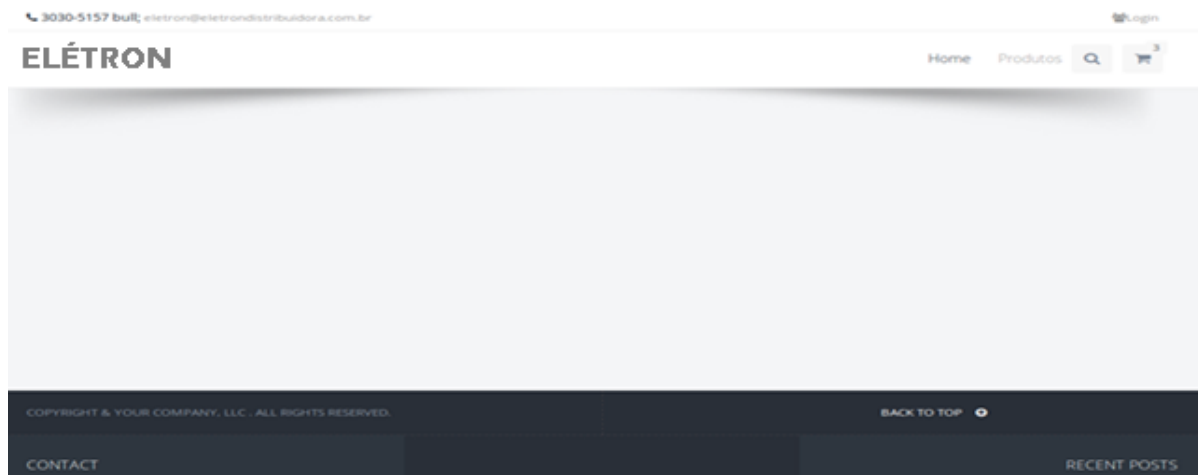 3030-5157 bull; eletron@eletrondistribuidora.com.br
Login
ELÉTRON
Home Produtos 3
COPYRIGHT & YOUR COMPANY, LLC . ALL RIGHTS RESERVED.
BACK TO TOP
CONTACT
RECENT POSTS